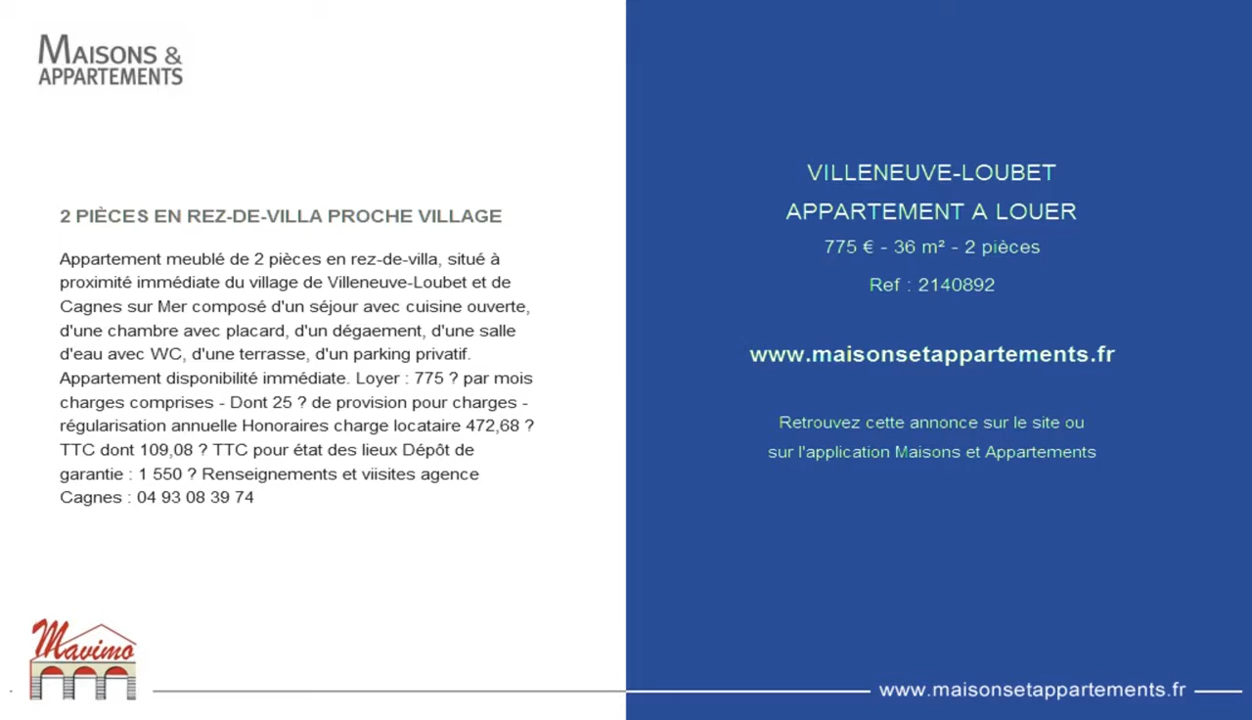 MAISONS &
APPARTEMENTS
2 PIÈCES EN REZ-DE-VILLA PROCHE VILLAGE
Appartement meublé de 2 pièces en rez-de-villa, situé à
proximité immédiate du village de Villeneuve-Loubet et de
Cagnes sur Mer composé d'un séjour avec cuisine ouverte,
d'une chambre avec placard, d'un dégaement, d'une salle
d'eau avec WC, d'une terrasse, d'un parking privatif.
Appartement disponibilité immédiate. Loyer : 775 ? par mois
charges comprises - Dont 25 ? de provision pour charges -
régularisation annuelle Honoraires charge locataire 472,68 ?
TTC dont 109,08 ? TTC pour état des lieux Dépôt de
garantie : 1 550 ? Renseignements et viisites agence
Cagnes : 04 93 08 39 74
Mavimo
VILLENEUVE-LOUBET
APPARTEMENT A LOUER
775 € - 36 m² - 2 pièces
Ref : 2140892
www.maisonsetappartements.fr
Retrouvez cette annonce sur le site ou
sur l'application Maisons et Appartements
www.maisonsetappartements.fr